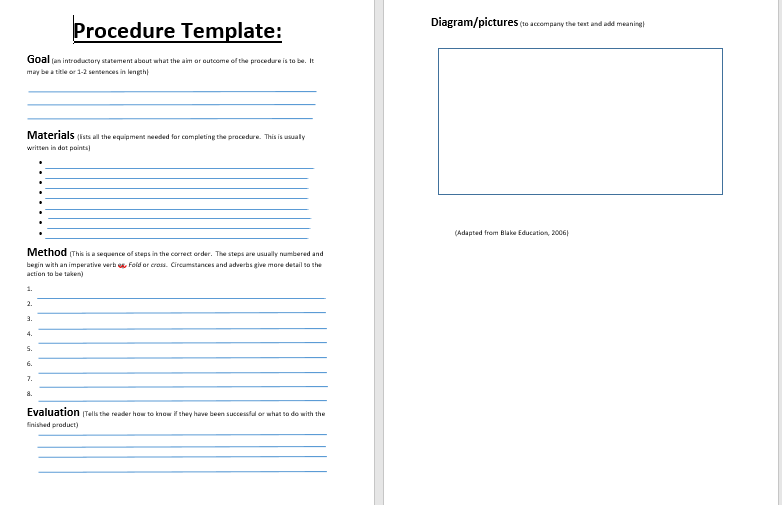 Procedure Template:
Goal (an introductory statement about what the aim or outcome of the procedure is to be.  It
may be a title or 1-2 sentences in length)
Materials (lists all the equipment needed for completing the procedure.  This is usually
written in dot points)
•
•
•
•
•
•
•
•
Method (This is a sequence of steps in the correct order.  The steps are usually numbered and
begin with an imperative verb eg. Fold or cross.  Circumstances and adverbs give more detail to the
action to be taken)
1.
2.
3.
4.
5.
6.
7.
8.
Evaluation (Tells the reader how to know if they have been successful or what to do with the
finished product)
Diagram/pictures (to accompany the text and add meaning)
(Adapted from Blake Education, 2006)